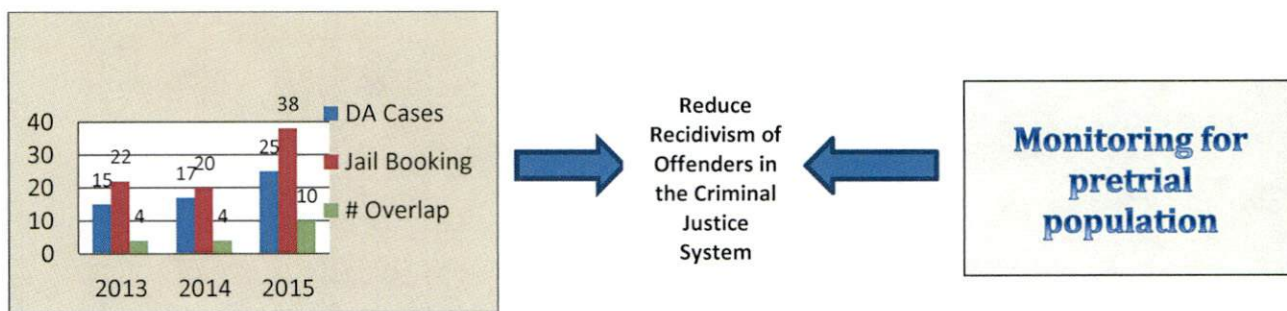 38
DA Cases
40
25
30
22
Jail Booking
20
17
20
15
10
10
4
4
# Overlap
0
2013 2014 2015
Reduce
Recidivism of
Offenders in
the Criminal
Justice
System
Monitoring for
pretrial
population